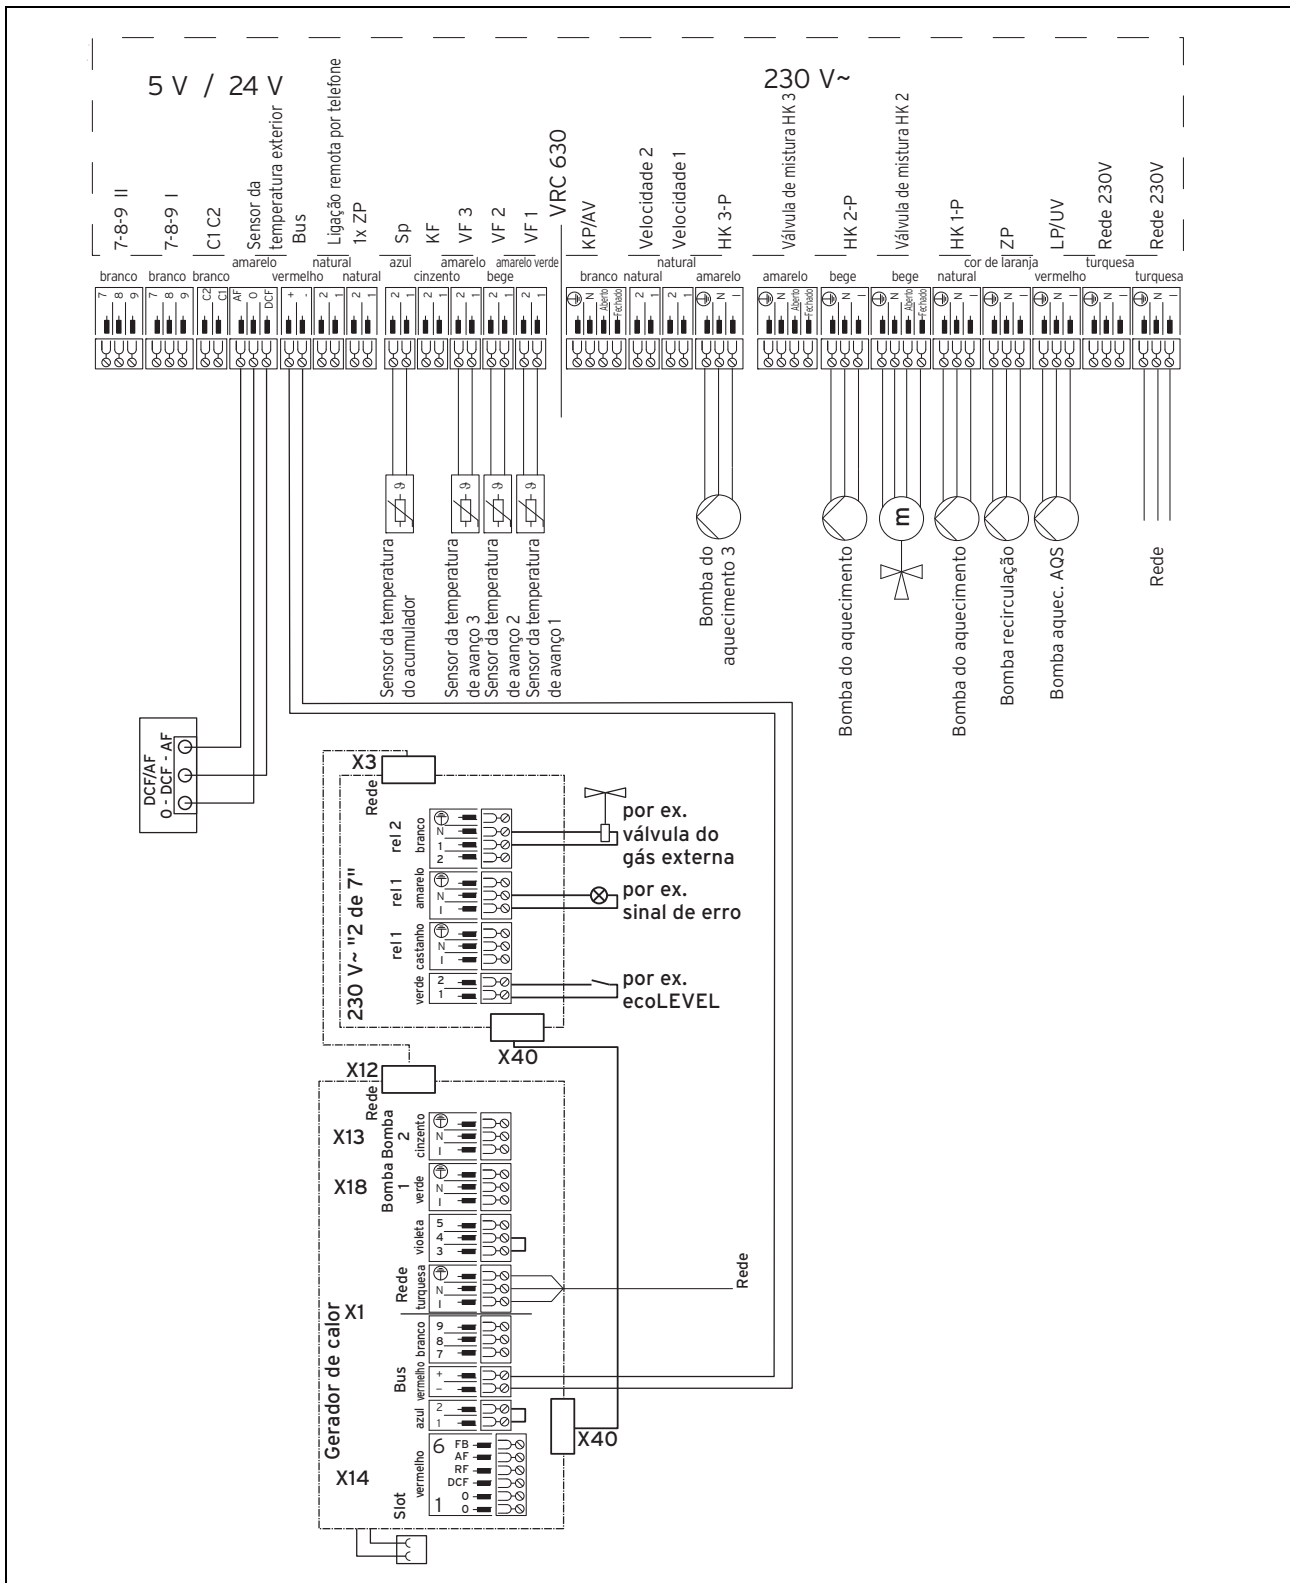 5 V / 24 V
230 V~
7-8-9 II
7-8-9 I
C1 C2
Sensor da
temperatura exterior
Bus
Ligação remota por telefone
1x ZP
Sp
KF
VF 3
VF 2
VF 1
VRC 630
KP/AV
Velocidade 2
Velocidade 1
HK 3-P
Válvula de mistura HK 3
HK 2-P
Válvula de mistura HK 2
HK 1-P
ZP
LP/UV
Rede 230V
Rede 230V
amarelo natural azul amarelo amarelo verde natural cor de laranja turquesa
branco branco branco vermelho natural cinzento bege branco natural amarelo amarelo bege bege natural vermelho turquesa
7 8 9 7 8 9 C2 C1 AF 0 DCF + - 2 1 2 1 2 1 2 1 2 1 2 1 2 1 N Aberto Fechado 2 1 2 1 N I N Aberto Fechado N I N Aberto Fechado N I N I N I N I N I
Sensor da temperatura
do acumulador
Sensor da temperatura
de avanço 3
Sensor da temperatura
de avanço 2
Sensor da temperatura
de avanço 1
Bomba do
aquecimento 3
Bomba do aquecimento
m
Bomba do aquecimento
Bomba recirculação
Bomba aquec. AQS
Rede
DCF/AF
O - DCF - AF
X3
Rede
230 V~ "2 de 7"
rel 2
branco
N
1
2
por ex.
válvula do
gás externa
rel 1
amarelo
N
I
por ex.
sinal de erro
rel 1
castanho
N
I
verde
2
1
por ex.
ecoLEVEL
X40
X12
Rede
Gerador de calor
X13
Bomba
2
cinzento
N
I
X18
Bomba
1
verde
N
I
violeta
5
4
3
Rede
turquesa
N
I
Rede
X1
branco
9
8
7
Bus
vermelho
+
-
azul
2
1
X40
X14
Slot
vermelho
6
1
FB
AF
RF
DCF
0
0